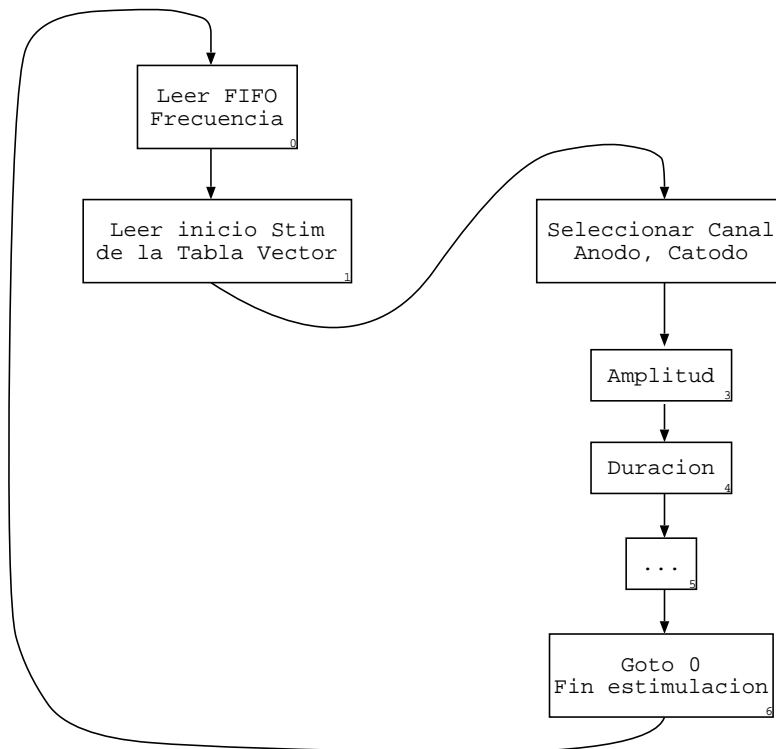 Leer FIFO
Frecuencia
0
Leer inicio Stim
de la Tabla Vector
1
Seleccionar Canal
Anodo, Catodo
Amplitud
3
Duracion
4
...
5
Goto 0
Fin estimulacion
6